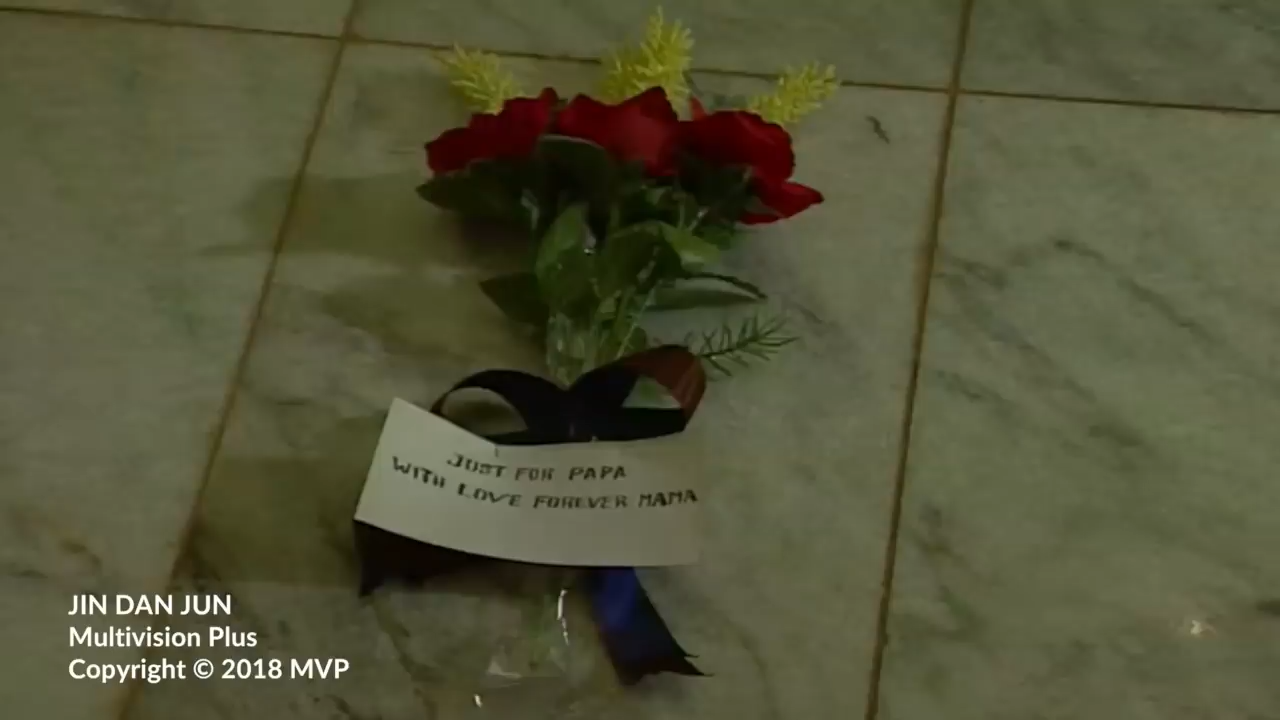 JUST FOR PAPA
WITH LOVE FOREVER MAMA
JIN DAN JUN
Multivision Plus
Copyright © 2018 MVP